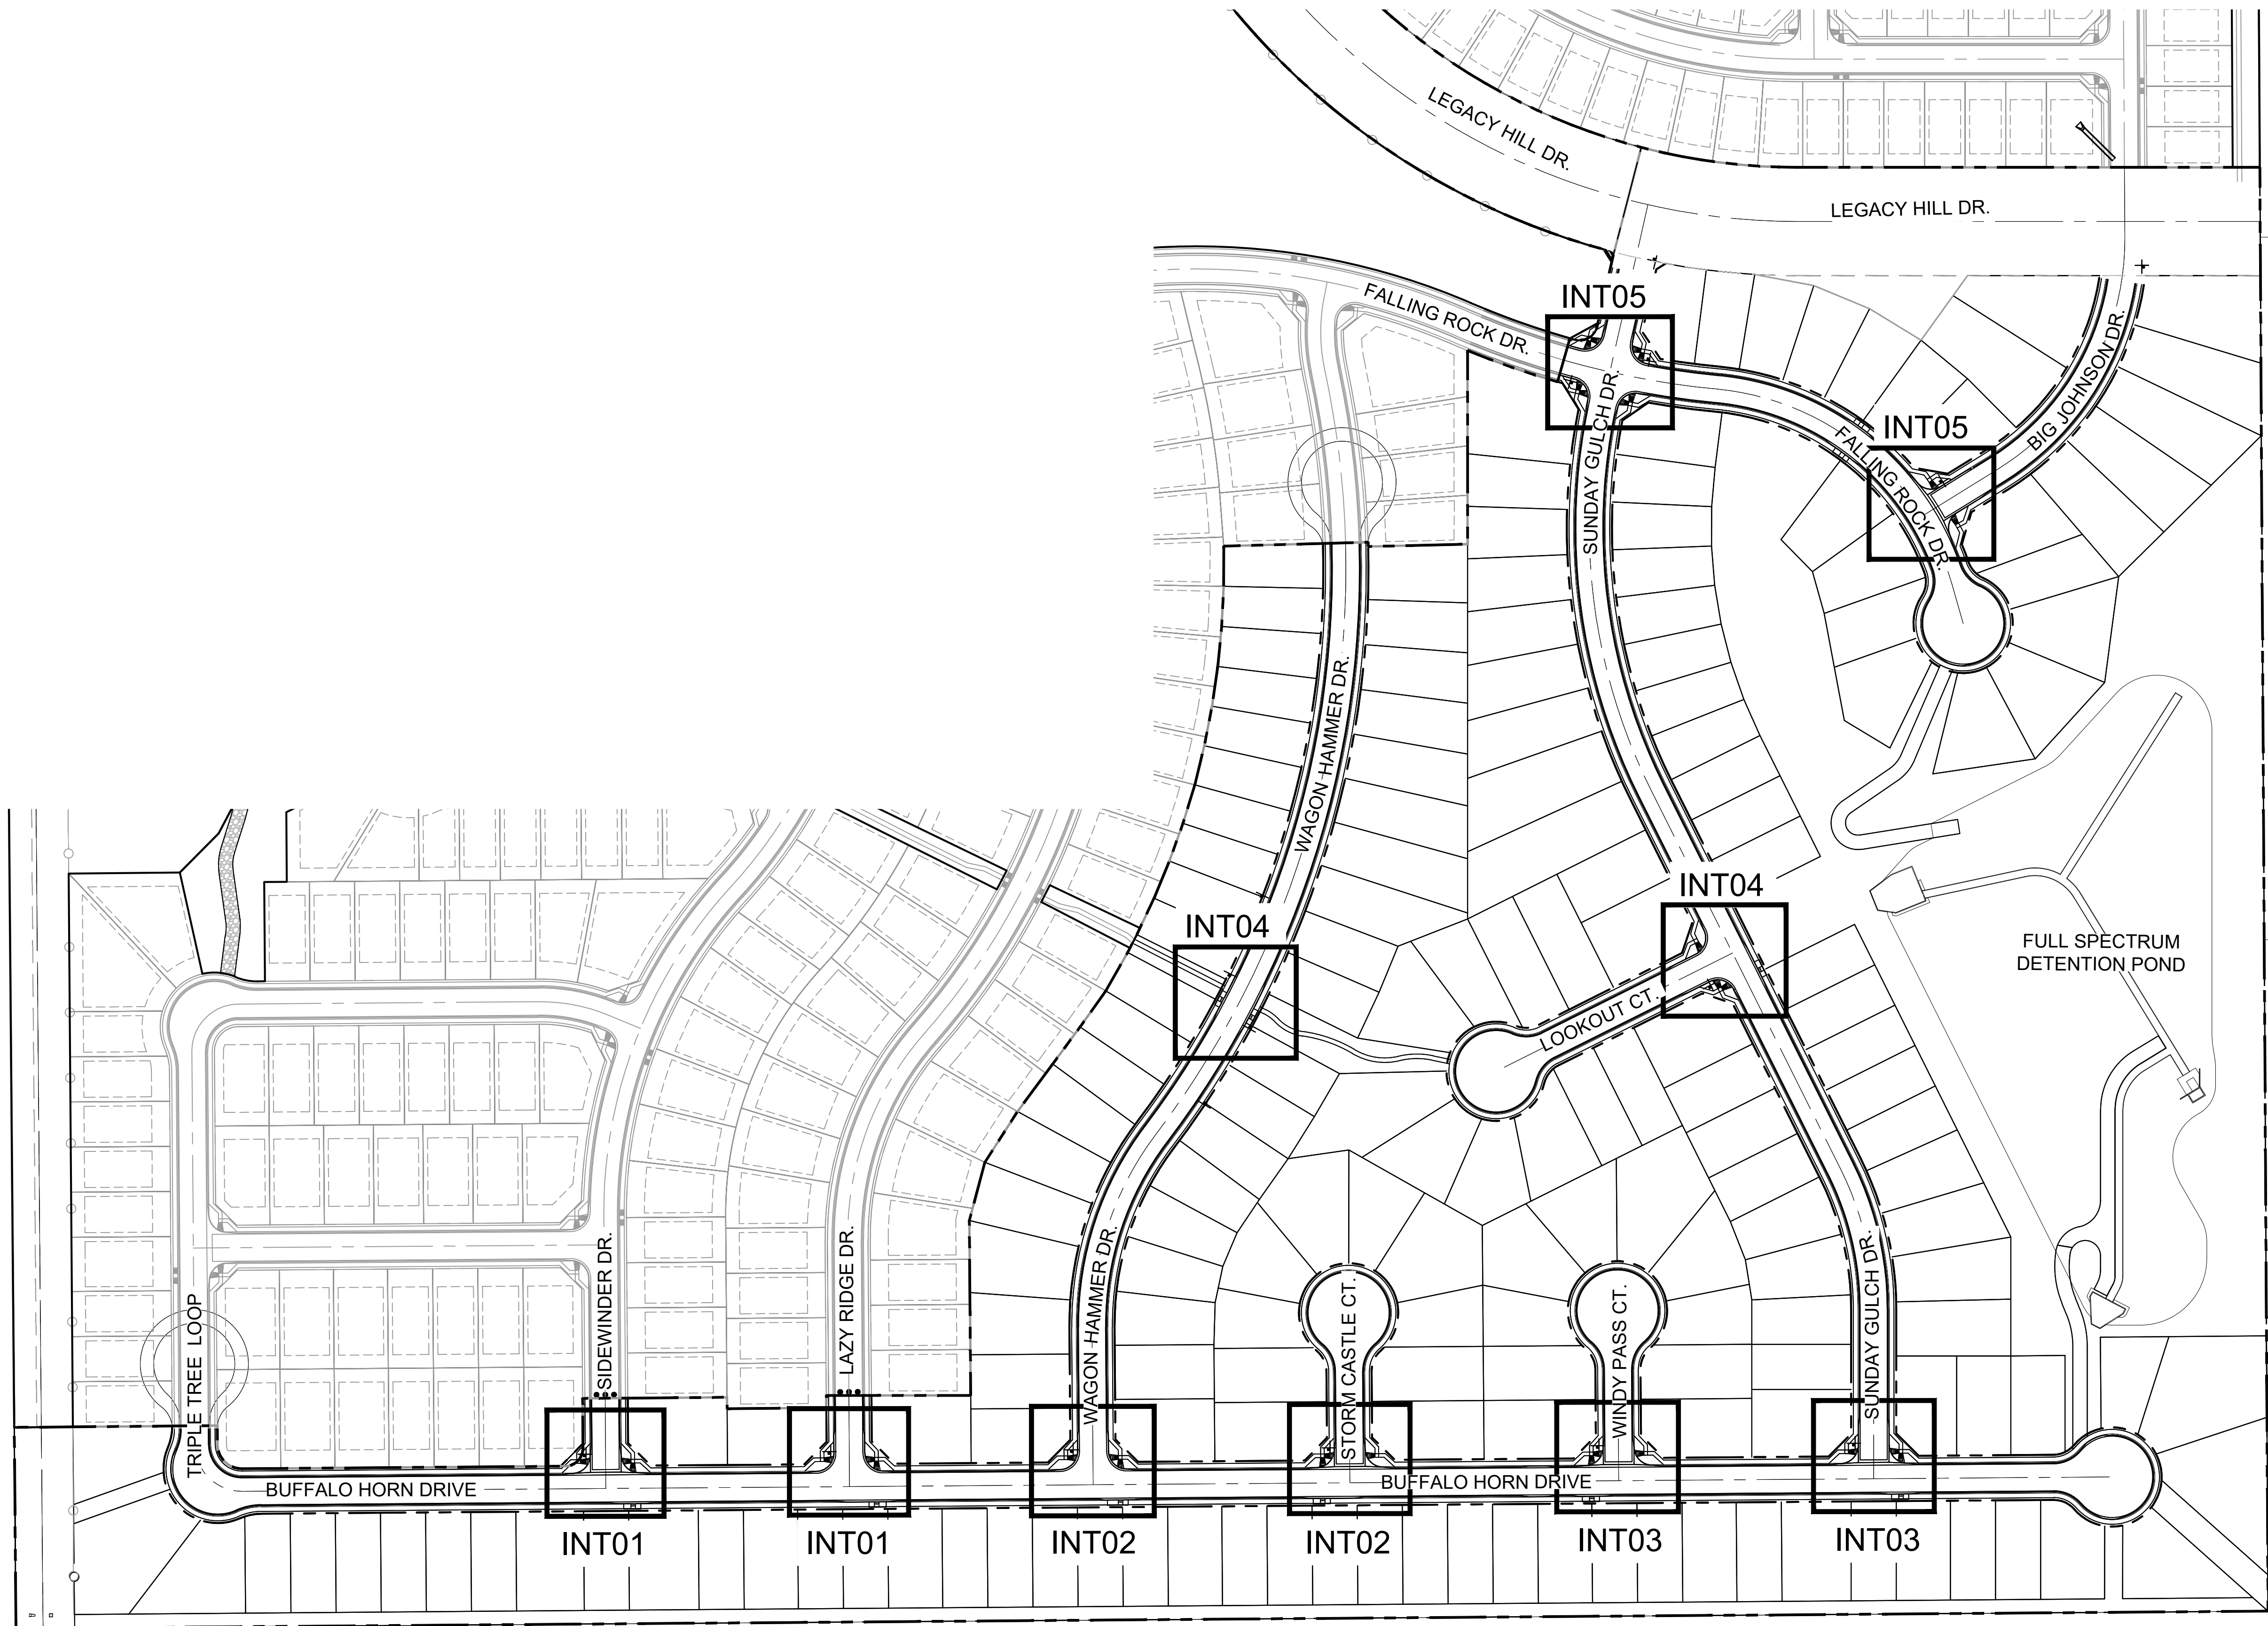 LEGACY HILL DR.
LEGACY HILL DR.
INT05
FALLING ROCK DR.
BIG JOHNSON DR.
SUNDAY GULCH DR.
INT05
FALLING ROCK DR.
WAGON HAMMER DR.
INT04
INT04
FULL SPECTRUM
DETENTION POND
LOOKOUT CT.
SIDEWINDER DR.
LAZY RIDGE DR.
WAGON HAMMER DR.
STORM CASTLE CT.
WINDY PASS CT.
SUNDAY GULCH DR.
TRIPLE TREE LOOP
BUFFALO HORN DRIVE
BUFFALO HORN DRIVE
INT01
INT01
INT02
INT02
INT03
INT03